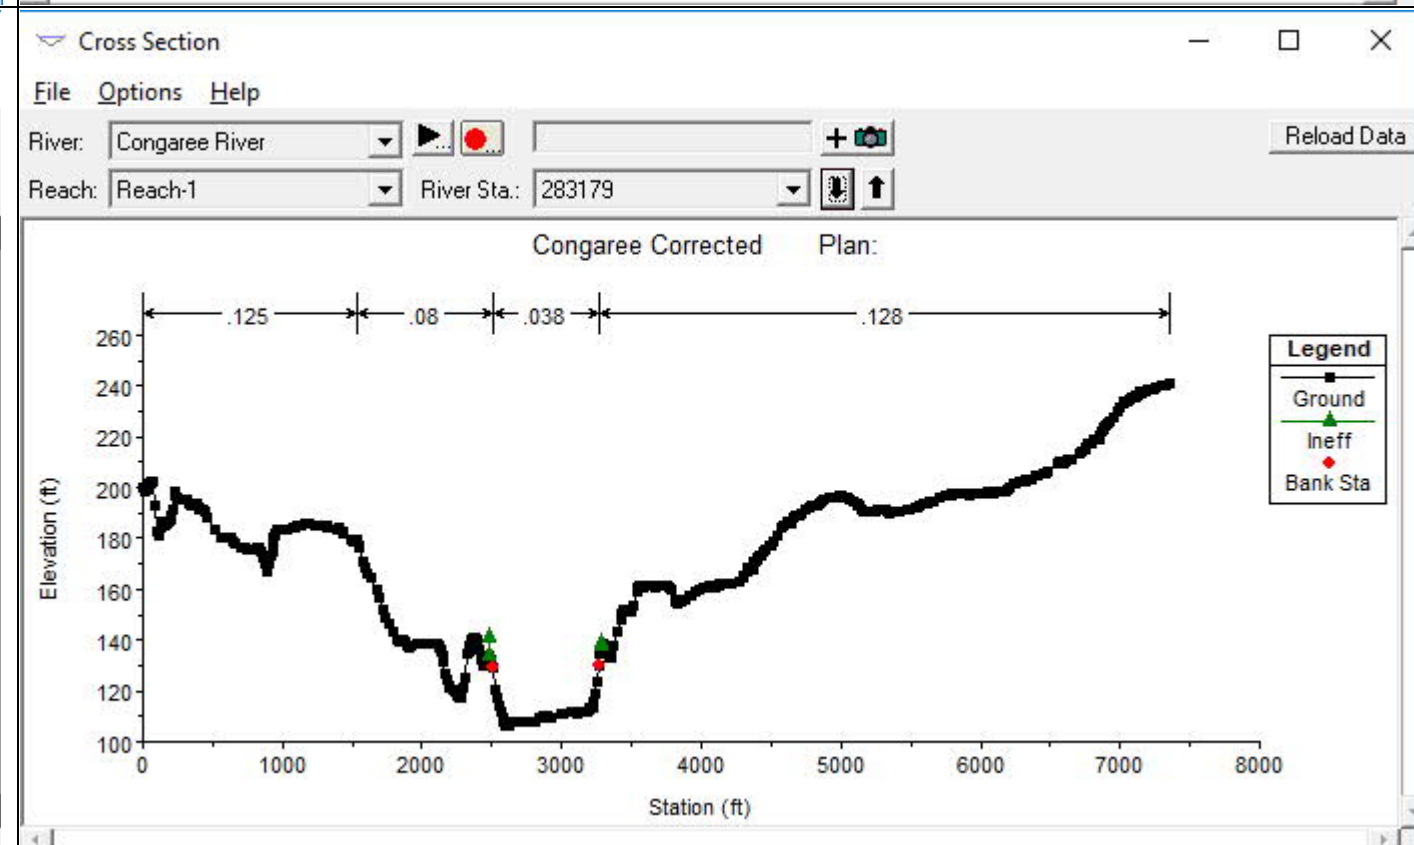 Cross Section
File Options Help
River: Congaree River Reload Data
Reach: Reach-1 River Sta.: 283179
Congaree Corrected Plan:
.125 .08 .038 .128
260
240
220
200
180
160
140
120
100
Elevation (ft)
0 1000 2000 3000 4000 5000 6000 7000 8000
Station (ft)
Legend
Ground
Ineff
Bank Sta